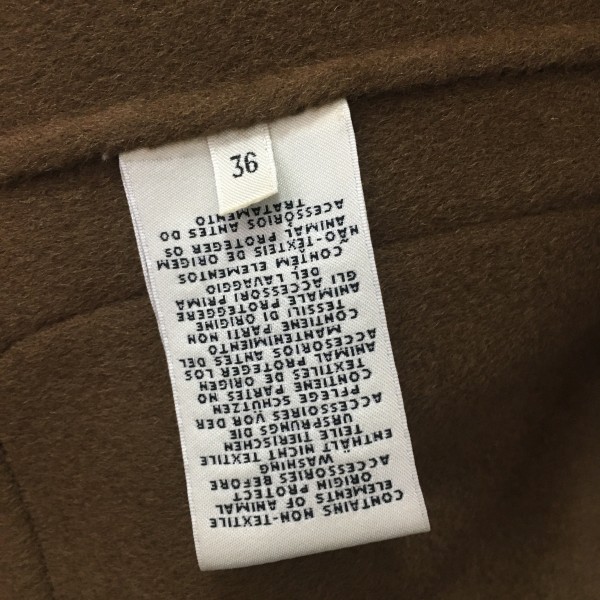 36
CONTAINS NON-TEXTILE
ELEMENTS OF ANIMAL
ORIGIN PROTECT
ACCESSORIES BEFORE
WASHING
ENTHÄLT NICHT TEXTILE
TEILE TIERISCHEN
URSPRUNGS DIE
ACCESSOIRES VOR DER
PFLEGE SCHÜTZEN
CONTIENE PARTES NO
TEXTILES DE ORIGEN
ANIMAL PROTEGER LOS
ACCESORIOS ANTES DEL
MANTENIMIENTO
CONTIENE PARTI NON
TESSILI DI ORIGINE
ANIMALE PROTEGGERE
GLI ACCESSORI PRIMA
DEL LAVAGGIO
CONTÉM ELEMENTOS
NÃO-TEXTEIS DE ORIGEM
ANIMAL PROTEGER OS
ACESSÓRIOS ANTES DO
TRATAMENTO